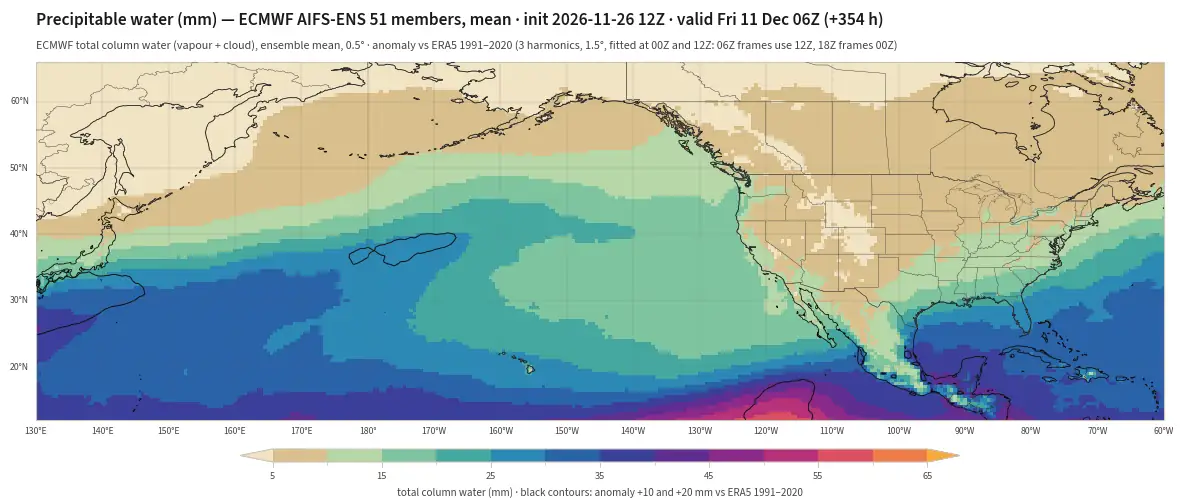 Precipitable water (mm) — ECMWF AIFS-ENS 51 members, mean · init 2026-11-26 12Z · valid Fri 11 Dec 06Z (+354 h)
ECMWF total column water (vapour + cloud), ensemble mean, 0.5° · anomaly vs ERA5 1991–2020 (3 harmonics, 1.5°, fitted at 00Z and 12Z: 06Z frames use 12Z, 18Z frames 00Z)
60°N
50°N
40°N
30°N
20°N
130°E 140°E 150°E 160°E 170°E 180° 170°W 160°W 150°W 140°W 130°W 120°W 110°W 100°W 90°W 80°W 70°W 60°W
5 15 25 35 45 55 65
total column water (mm) · black contours: anomaly +10 and +20 mm vs ERA5 1991–2020